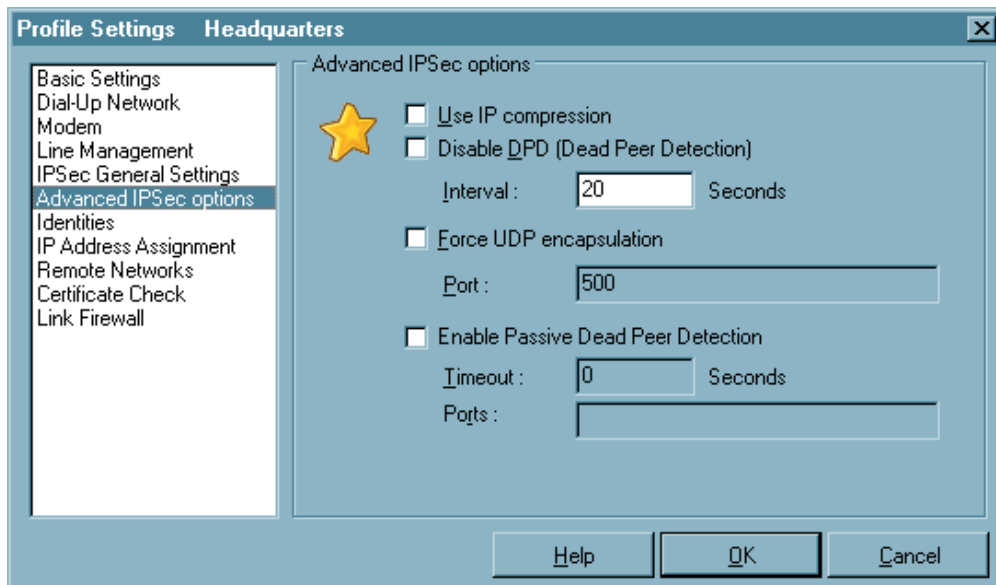 Profile Settings Headquarters
Basic Settings
Dial-Up Network
Modem
Line Management
IPSec General Settings
Advanced IPSec options
Identities
IP Address Assignment
Remote Networks
Certificate Check
Link Firewall
Advanced IPSec options
Use IP compression
Disable DPD (Dead Peer Detection)
Interval : 20 Seconds
Force UDP encapsulation
Port : 500
Enable Passive Dead Peer Detection
Timeout : 0 Seconds
Ports :
Help OK Cancel